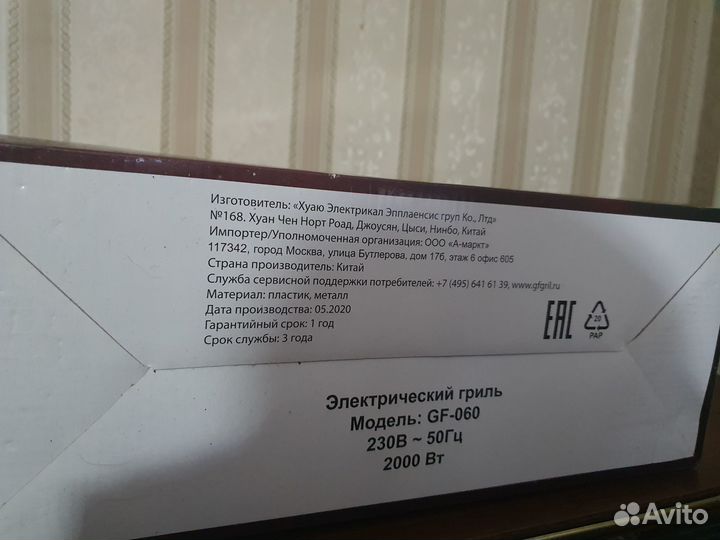 Изготовитель: «Хуаю Электрикал Эпплаенсис груп Ко., Лтд»
№168. Хуан Чен Норт Роад, Джоусян, Цыси, Нинбо, Китай
Импортер/Уполномоченная организация: ООО «А-маркт»
117342, город Москва, улица Бутлерова, дом 17б, этаж 6 офис 605
Страна производитель: Китай
Служба сервисной поддержки потребителей: +7 (495) 641 61 39, www.gfgril.ru
Материал: пластик, металл
Дата производства: 05.2020
Гарантийный срок: 1 год
Срок службы: 3 года
EAC
20
PAP
Электрический гриль
Модель: GF-060
230В ~ 50Гц
2000 Вт
Avito